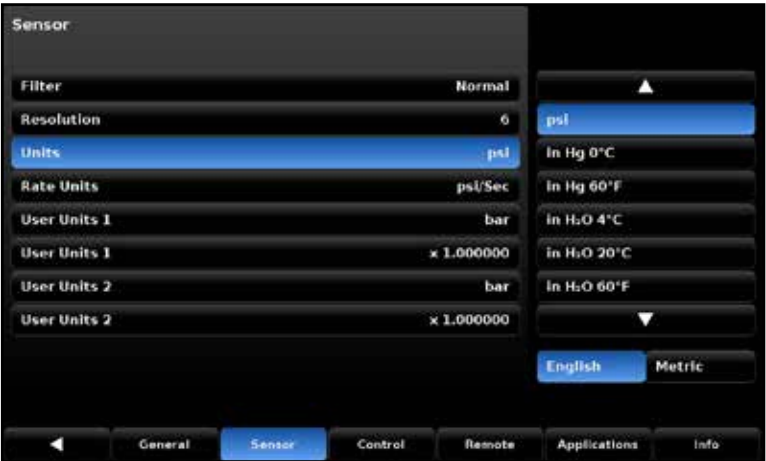 Sensor
Filter Normal
Resolution 6
Units psi
Rate Units psi/Sec
User Units 1 bar
User Units 1 x 1.000000
User Units 2 bar
User Units 2 x 1.000000
psi
in Hg 0°C
in Hg 60°F
in H₂O 4°C
in H₂O 20°C
in H₂O 60°F
English Metric
General Sensor Control Remote Applications Info